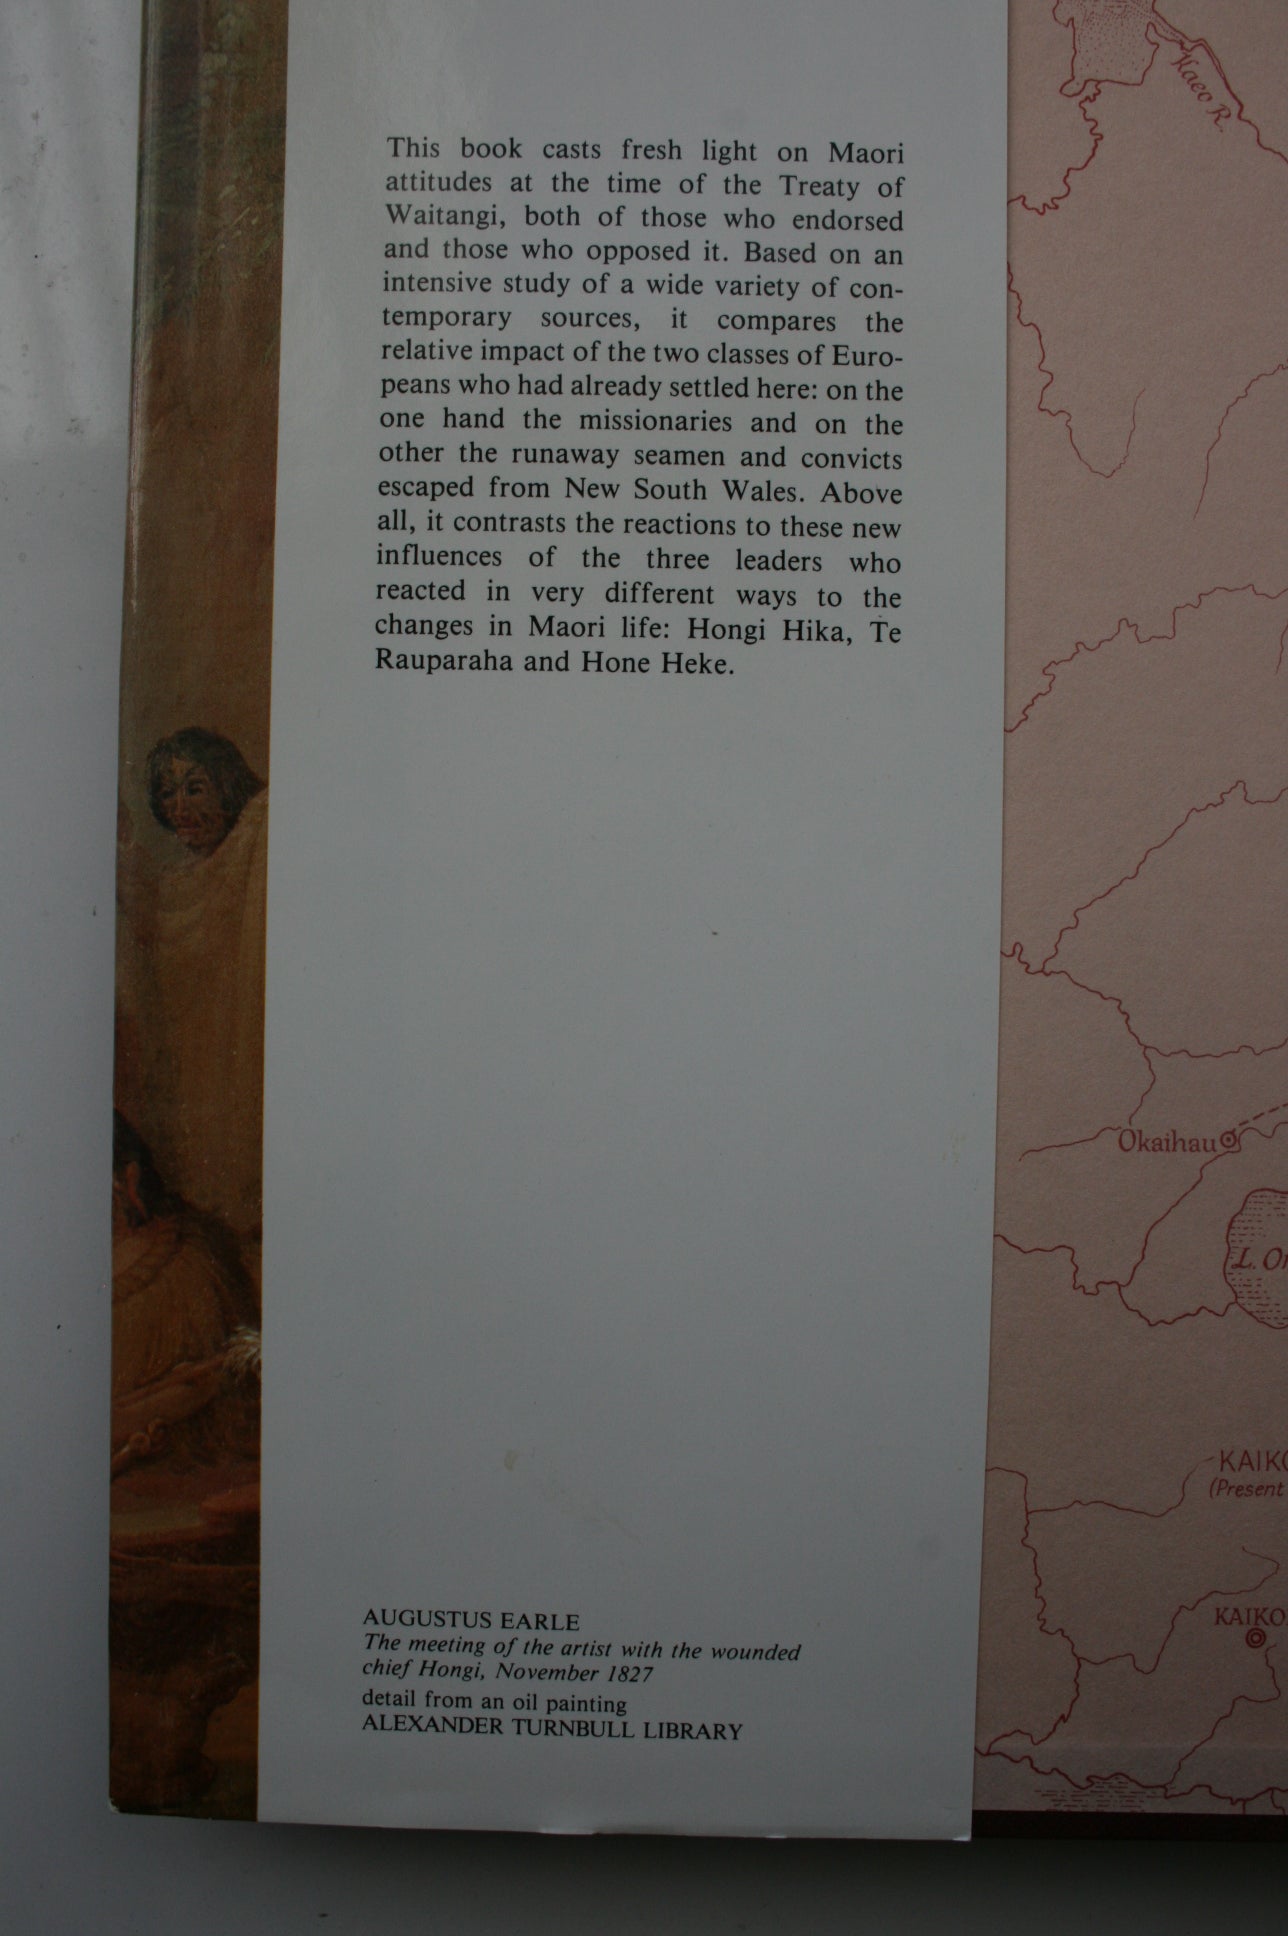 This book casts fresh light on Maori
attitudes at the time of the Treaty of
Waitangi, both of those who endorsed
and those who opposed it. Based on an
intensive study of a wide variety of con-
temporary sources, it compares the
relative impact of the two classes of Euro-
peans who had already settled here: on the
one hand the missionaries and on the
other the runaway seamen and convicts
escaped from New South Wales. Above
all, it contrasts the reactions to these new
influences of the three leaders who
reacted in very different ways to the
changes in Maori life: Hongi Hika, Te
Rauparaha and Hone Heke.
AUGUSTUS EARLE
The meeting of the artist with the wounded
chief Hongi, November 1827
detail from an oil painting
ALEXANDER TURNBULL LIBRARY
Kaeo R.
Okaihau
L. O
KAIKO
(Present
KAIKO